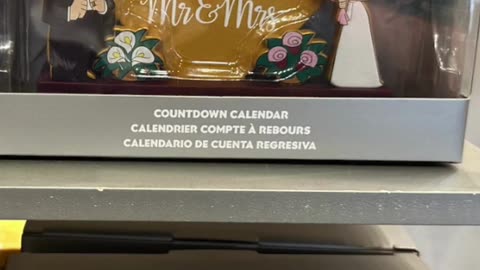 Mr & Mrs
COUNTDOWN CALENDAR
CALENDRIER COMPTE À REBOURS
CALENDARIO DE CUENTA REGRESIVA